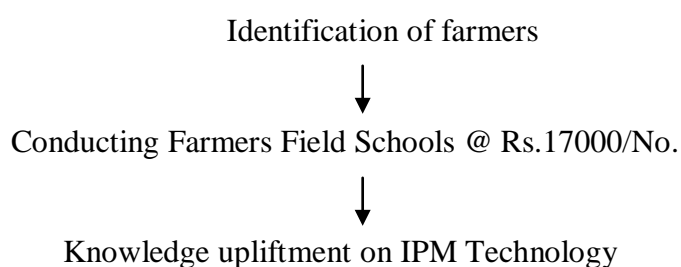 Identification of farmers
Conducting Farmers Field Schools @ Rs.17000/No.
Knowledge upliftment on IPM Technology